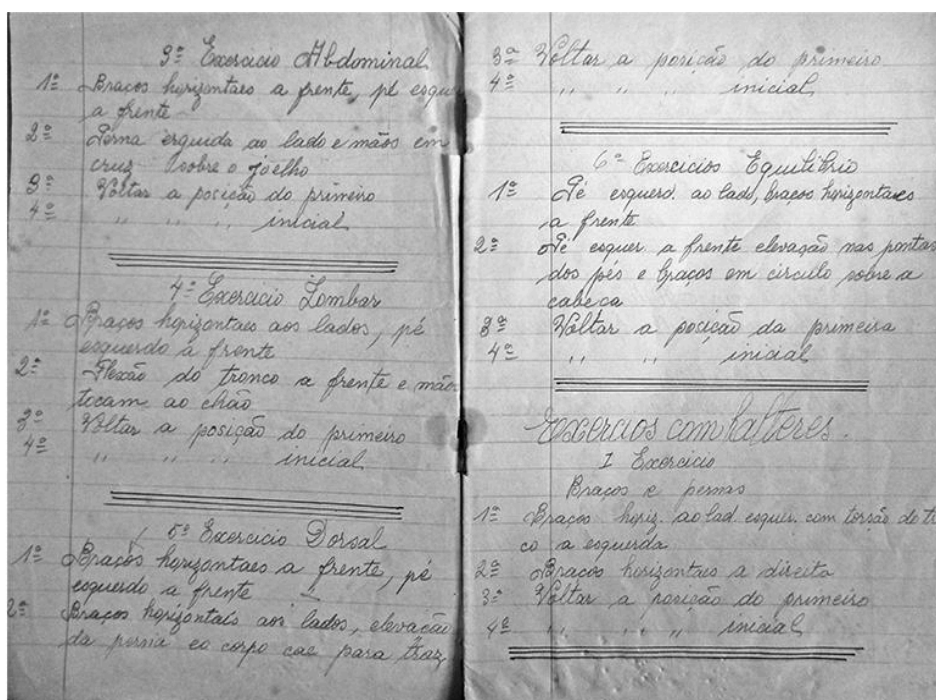 3º Exercicio Abdominal
1º Braços horizontaes a frente, pé esque
a frente
2º Perna erguida ao lado e mãos em
cruz sobre o joelho
3º Voltar a posição do primeiro
4º ,, ,, ,, inicial
4º Exercicio Lombar
1º Braços horizontaes aos lados, pé
esquerdo a frente
2º Flexão do tronco a frente e mãos
tocam ao chão
3º Voltar a posição do primeiro
4º ,, ,, ,, inicial
5º Exercicio Dorsal
1º Braços horizontaes a frente, pé
esquerdo a frente
2º Braços horizontais aos lados, elevação
da perna e o corpo cae para traz,
3ª Voltar a posição do primeiro
4º ,, ,, ,, inicial
6º Exercicios Equilibrio
1º Pé esquerd. ao lado, braços horizontaes
a frente
2º Pé esquer. a frente elevação nas pontas
dos pés e braços em circulo sobre a
cabeça
3ª Voltar a posição da primeira
4º ,, ,, inicial
Exercios com halteres.
I Exercicio
Braços e pernas
1º Braços horiz. ao lad. esquer. com torsão do tr
co a esquerda
2º Braços horizontaes a direita
3º Voltar a posição do primeiro
4º ,, ,, ,, inicial